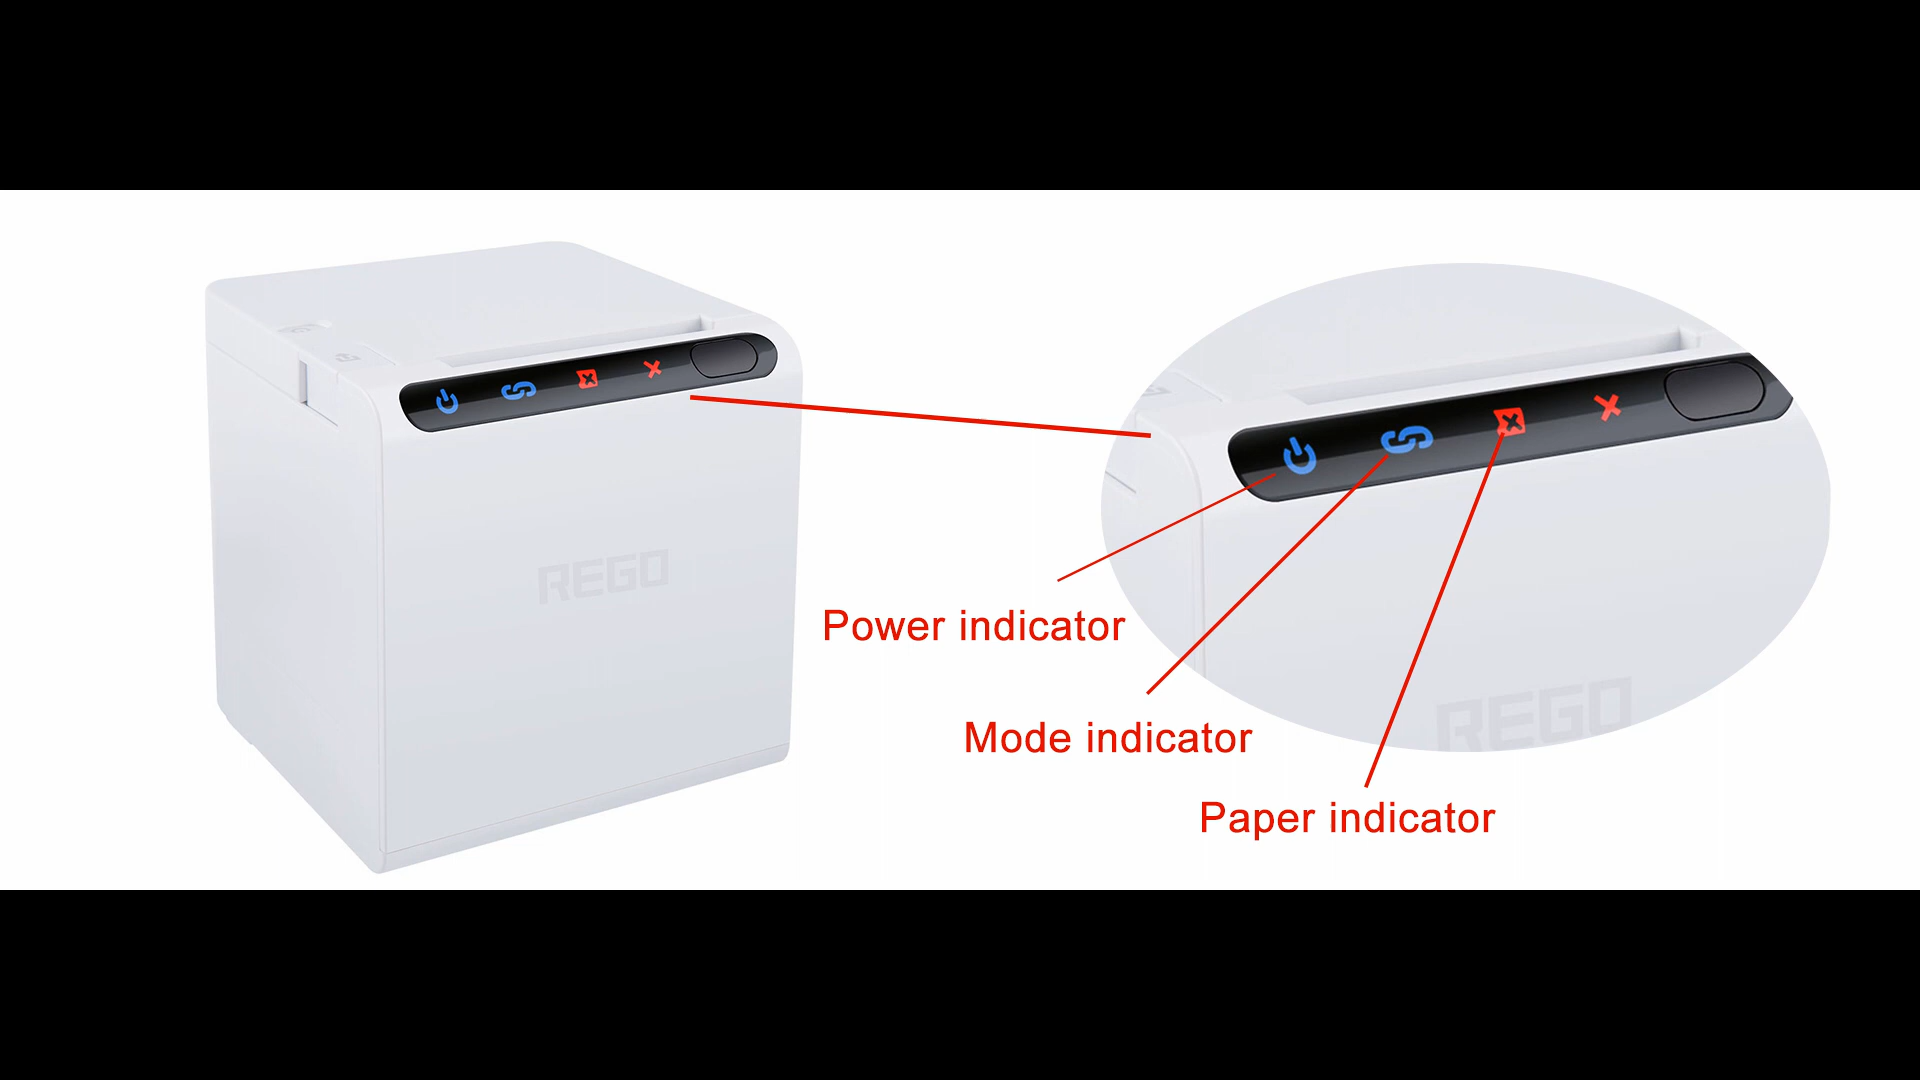 REGO
Power indicator
Mode indicator
Paper indicator
REGO